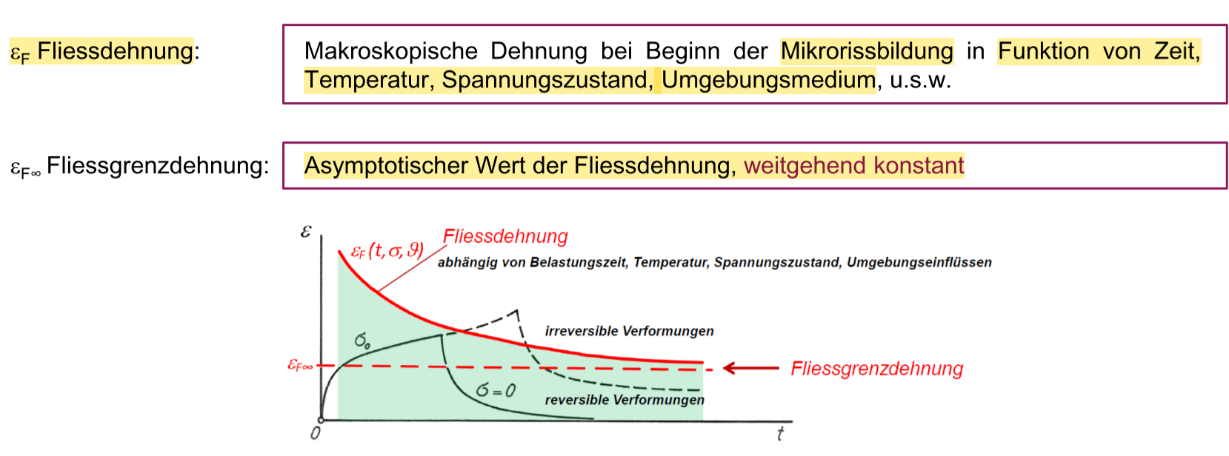 εF Fliessdehnung:
Makroskopische Dehnung bei Beginn der Mikrorissbildung in Funktion von Zeit,
Temperatur, Spannungszustand, Umgebungsmedium, u.s.w.
εF∞ Fliessgrenzdehnung:
Asymptotischer Wert der Fliessdehnung, weitgehend konstant
ε
εF (t, σ, ϑ)
Fliessdehnung
abhängig von Belastungszeit, Temperatur, Spannungszustand, Umgebungseinflüssen
σ₀
irreversible Verformungen
εF∞
Fliessgrenzdehnung
σ = 0
reversible Verformungen
0
t